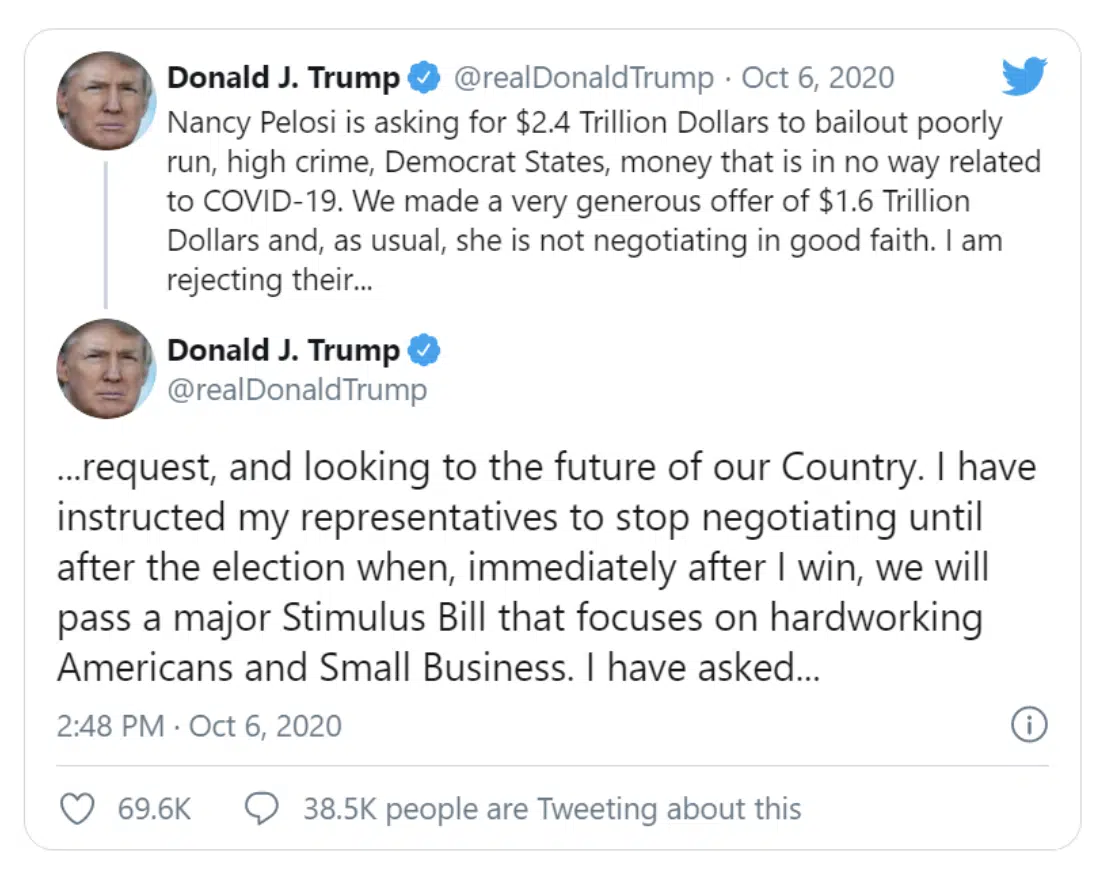 Donald J. Trump @realDonaldTrump · Oct 6, 2020
Nancy Pelosi is asking for $2.4 Trillion Dollars to bailout poorly
run, high crime, Democrat States, money that is in no way related
to COVID-19. We made a very generous offer of $1.6 Trillion
Dollars and, as usual, she is not negotiating in good faith. I am
rejecting their...
Donald J. Trump
@realDonaldTrump
...request, and looking to the future of our Country. I have
instructed my representatives to stop negotiating until
after the election when, immediately after I win, we will
pass a major Stimulus Bill that focuses on hardworking
Americans and Small Business. I have asked...
2:48 PM · Oct 6, 2020
69.6K 38.5K people are Tweeting about this